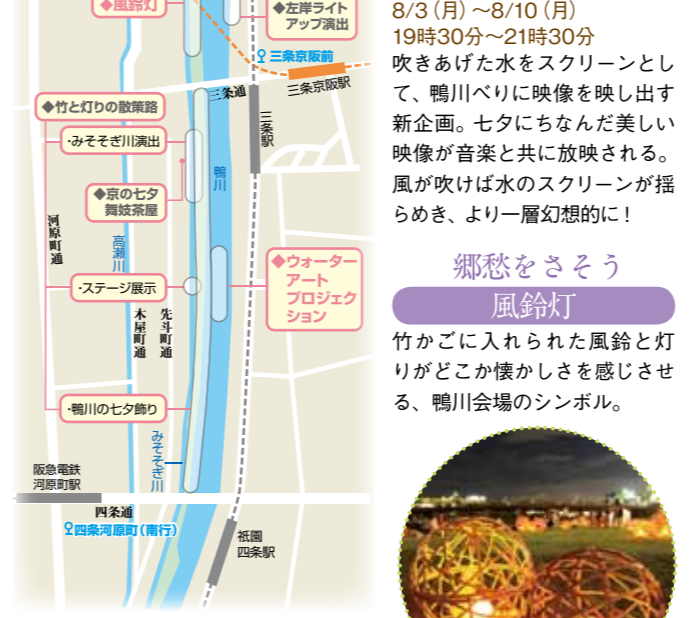 ◆風鈴灯
◆左岸ライト
アップ演出
三条京阪前
三条通
三条京阪駅
三条駅
◆竹と灯りの散策路
・みそそぎ川演出
鴨川
◆京の七夕
舞妓茶屋
河原町通
高瀬川
◆ウォーター
アート
プロジェク
ション
・ステージ展示
木屋町通
先斗町通
・鴨川の七夕飾り
みそそぎ川
阪急電鉄
河原町駅
四条通
四条河原町(南行)
祇園
四条駅
8/3(月)〜8/10(月)
19時30分〜21時30分
吹きあげた水をスクリーンとし
て、鴨川べりに映像を映し出す
新企画。七夕にちなんだ美しい
映像が音楽と共に放映される。
風が吹けば水のスクリーンが揺
らめき、より一層幻想的に!
郷愁をさそう
風鈴灯
竹かごに入れられた風鈴と灯
りがどこか懐かしさを感じさせ
る、鴨川会場のシンボル。